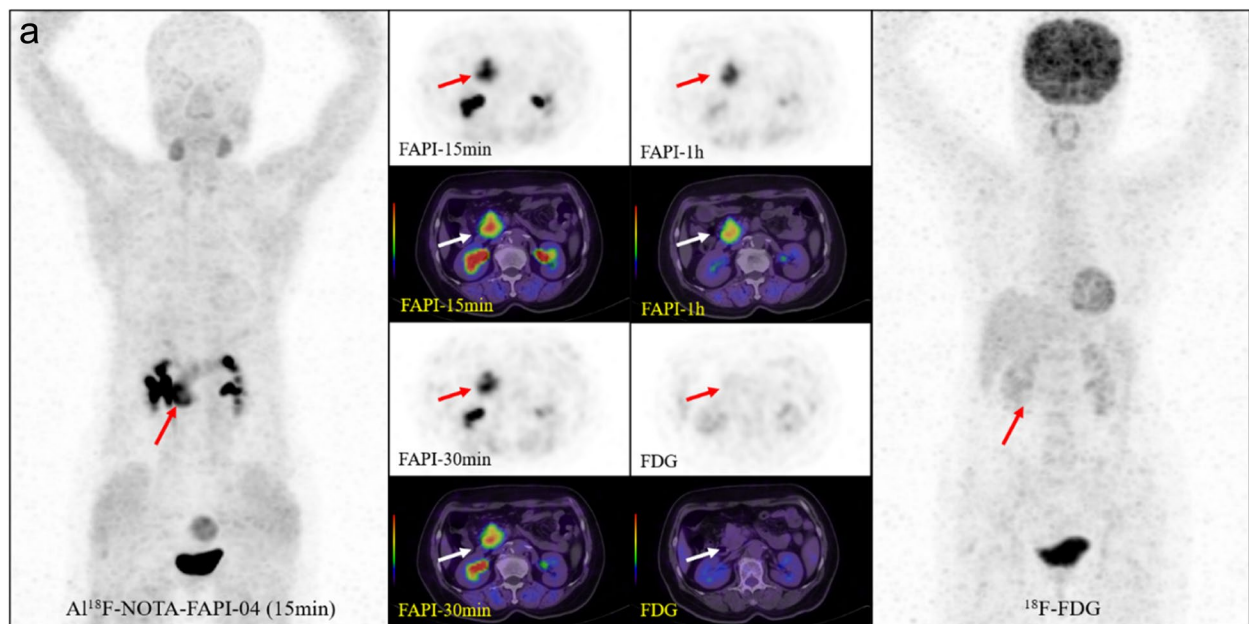 a
FAPI-15min
FAPI-1h
FAPI-15min
FAPI-1h
FAPI-30min
FDG
FAPI-30min
FDG
Al¹⁸F-NOTA-FAPI-04 (15min)
¹⁸F-FDG